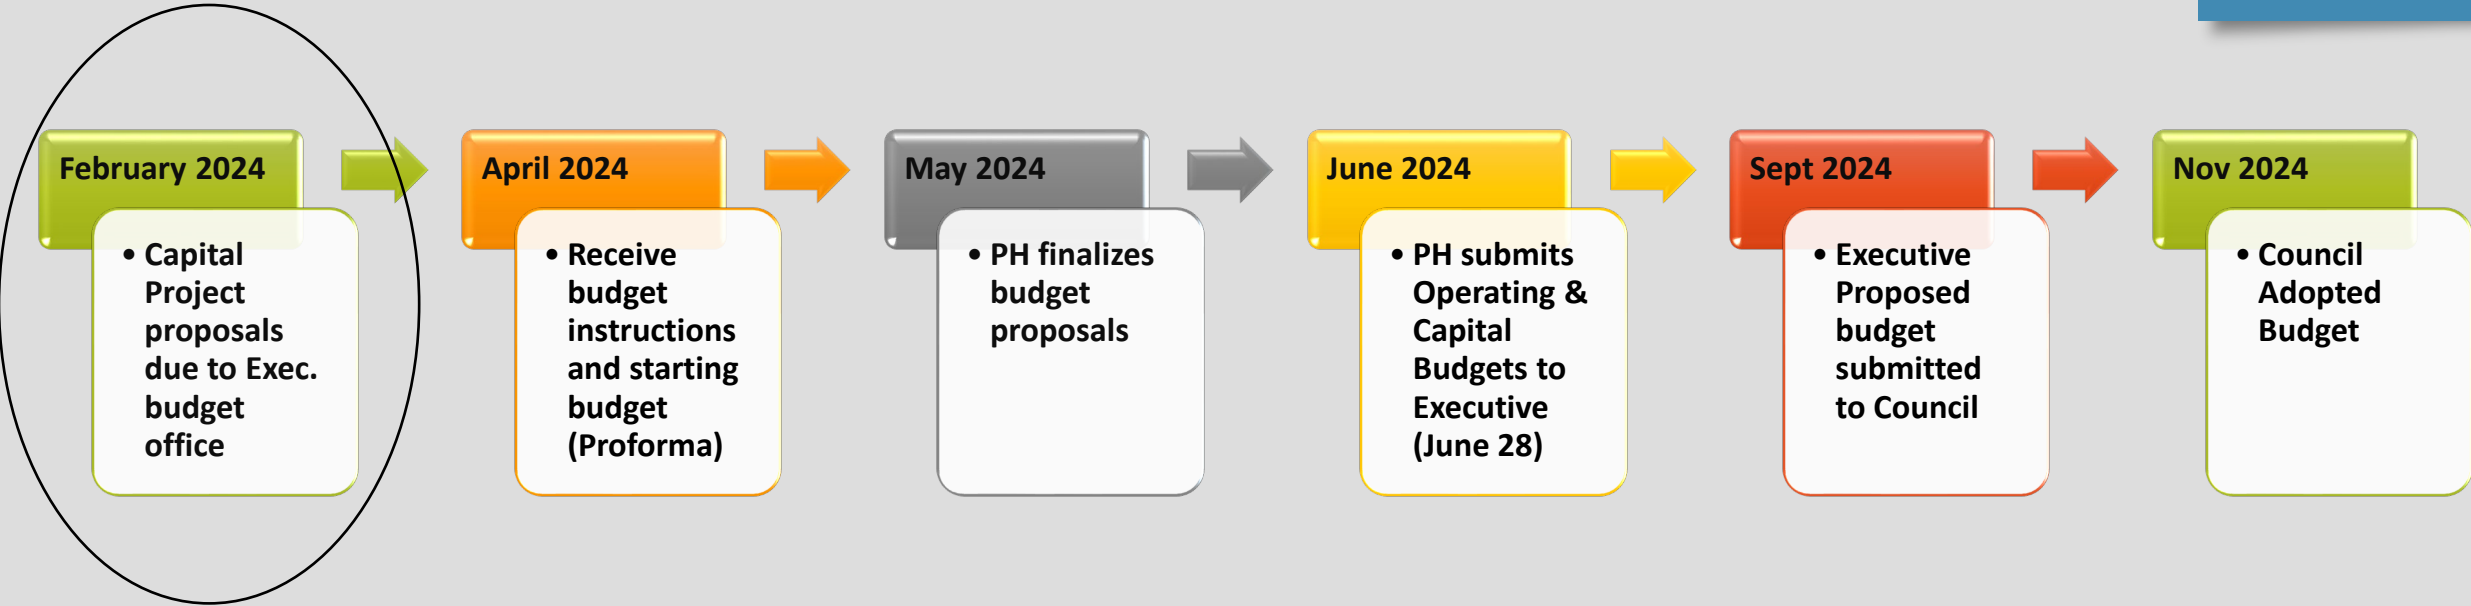 February 2024
• Capital
Project
proposals
due to Exec.
budget
office
April 2024
• Receive
budget
instructions
and starting
budget
(Proforma)
May 2024
• PH finalizes
budget
proposals
June 2024
• PH submits
Operating &
Capital
Budgets to
Executive
(June 28)
Sept 2024
• Executive
Proposed
budget
submitted
to Council
Nov 2024
• Council
Adopted
Budget